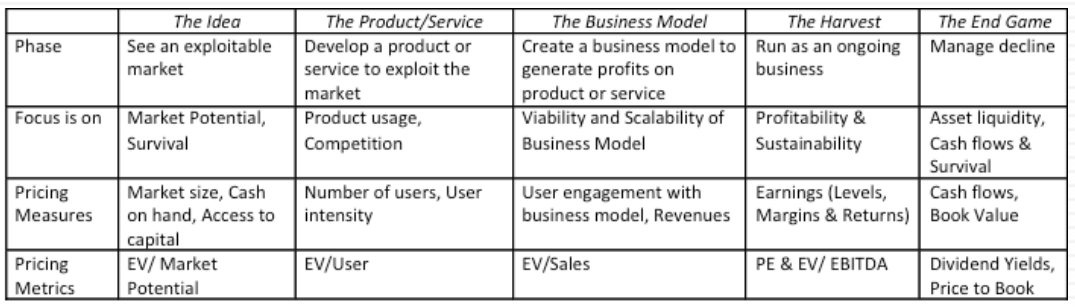 The Idea The Product/Service The Business Model The Harvest The End Game
Phase See an exploitable Develop a product or Create a business model to Run as an ongoing Manage decline
market service to exploit the generate profits on business
market product or service
Focus is on Market Potential, Product usage, Viability and Scalability of Profitability & Asset liquidity,
Survival Competition Business Model Sustainability Cash flows &
Survival
Pricing Market size, Cash Number of users, User User engagement with Earnings (Levels, Cash flows,
Measures on hand, Access to intensity business model, Revenues Margins & Returns) Book Value
capital
Pricing EV/ Market EV/User EV/Sales PE & EV/ EBITDA Dividend Yields,
Metrics Potential Price to Book